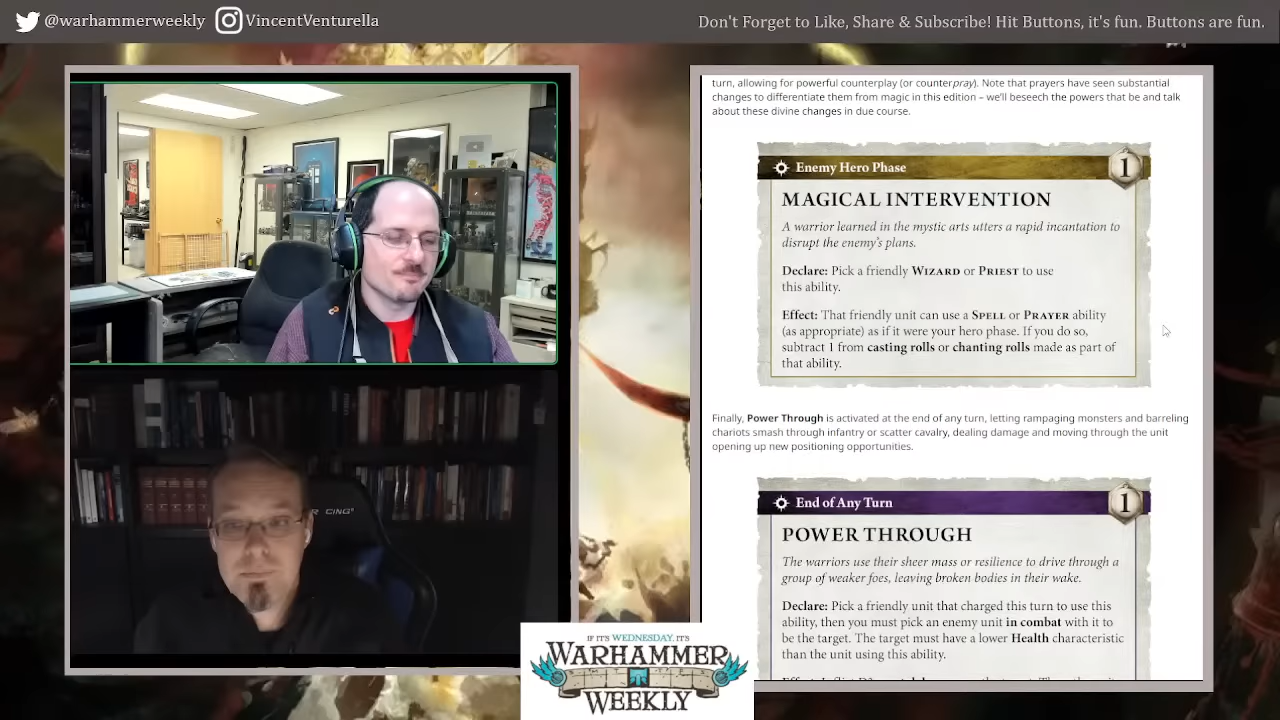 @warhammerweekly VincentVenturella
Don't Forget to Like, Share & Subscribe! Hit Buttons, it's fun. Buttons are fun.
turn, allowing for powerful counterplay (or counterpray). Note that prayers have seen substantial
changes to differentiate them from magic in this edition – we'll beseech the powers that be and talk
about these divine changes in due course.
Enemy Hero Phase
1
MAGICAL INTERVENTION
A warrior learned in the mystic arts utters a rapid incantation to
disrupt the enemy's plans.
Declare: Pick a friendly WIZARD or PRIEST to use
this ability.
Effect: That friendly unit can use a SPELL or PRAYER ability
(as appropriate) as if it were your hero phase. If you do so,
subtract 1 from casting rolls or chanting rolls made as part of
that ability.
Finally, Power Through is activated at the end of any turn, letting rampaging monsters and barreling
chariots smash through infantry or scatter cavalry, dealing damage and moving through the unit
opening up new positioning opportunities.
End of Any Turn
1
POWER THROUGH
The warriors use their sheer mass or resilience to drive through a
group of weaker foes, leaving broken bodies in their wake.
Declare: Pick a friendly unit that charged this turn to use this
ability, then you must pick an enemy unit in combat with it to
be the target. The target must have a lower Health characteristic
than the unit using this ability.
R CING
IF IT'S WEDNESDAY, IT'S
WARHAMMER
WEEKLY